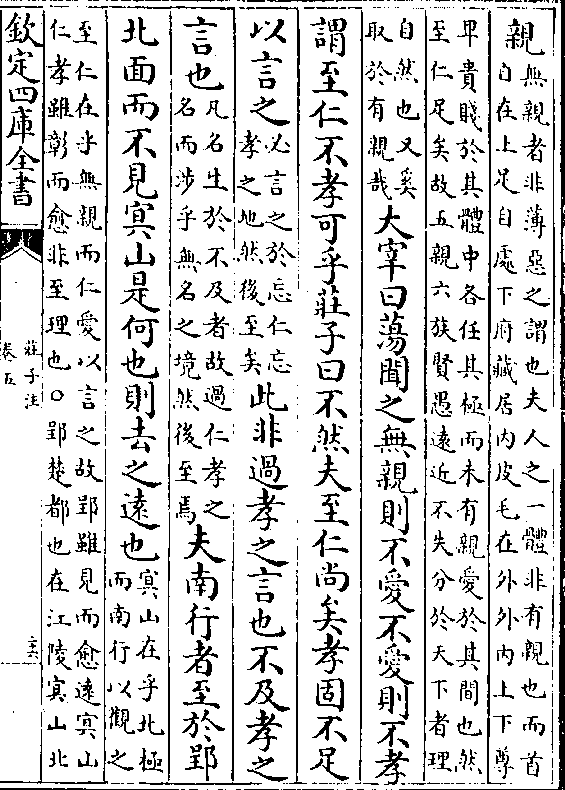 親
無親者非薄惡之謂也夫人之一體非有親也而首
自在上足自處下府藏居内皮毛在外外内上下尊
卑貴賤於其體中各任其極而未有親愛於其間也然
至仁足矣故五親六族賢愚遠近不失分於天下者理
自然也又奚
取於有親哉
大宰曰蕩聞之無親則不愛不愛則不孝
謂至仁不孝可乎莊子曰不然夫至仁尚矣孝固不足
以言之
必言之於忘仁忘
孝之地然後至矣
此非過孝之言也不及孝之
言也
凡名生於不及者故過仁孝之
名而涉乎無名之境然後至焉
夫南行者至於郢
北面而不見㝠山是何也則去之遠也
㝠山在乎北極
而南行以觀之
至仁在乎無親而仁愛以言之故郢雖見而愈遠㝠山
仁孝雖彰而愈非至理也○郢楚都也在江陵㝠山北
欽定四庫全書
莊子注
卷五